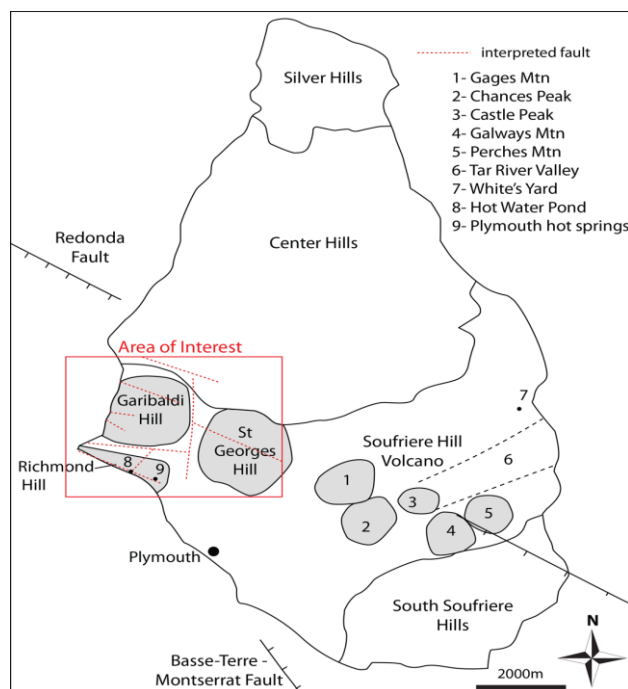 Silver Hills
interpreted fault
1- Gages Mtn
2- Chances Peak
3- Castle Peak
4- Galways Mtn
5- Perches Mtn
6- Tar River Valley
7- White's Yard
8- Hot Water Pond
9- Plymouth hot springs
Redonda
Fault
Center Hills
Area of Interest
Garibaldi
Hill
St
Georges
Hill
Richmond
Hill
8
9
7
Soufriere Hill
Volcano
6
1
2
3
4
5
Plymouth
South Soufriere
Hills
Basse-Terre -
Montserrat Fault
N
2000m